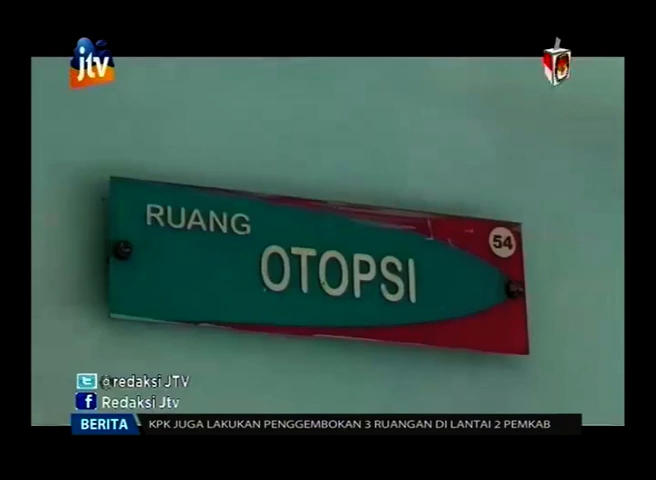 jtv
RUANG
54
OTOPSI
@redaksi JTV
Redaksi Jtv
BERITA KPK JUGA LAKUKAN PENGGEMBOKAN 3 RUANGAN DI LANTAI 2 PEMKAB